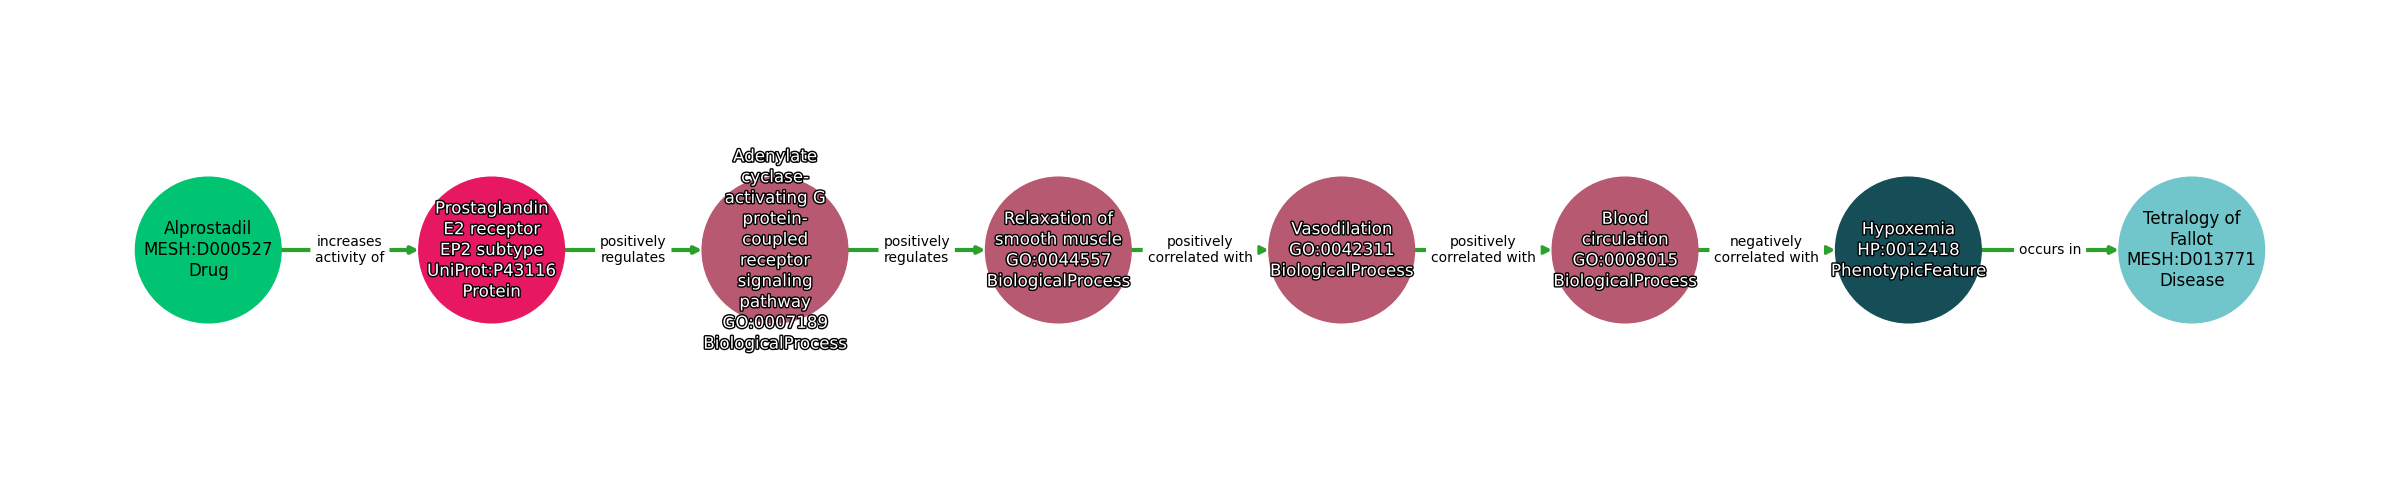 Alprostadil
MESH:D000527
Drug
increases
activity of
Prostaglandin
E2 receptor
EP2 subtype
UniProt:P43116
Protein
positively
regulates
Adenylate
cyclase-
activating G
protein-
coupled
receptor
signaling
pathway
GO:0007189
BiologicalProcess
positively
regulates
Relaxation of
smooth muscle
GO:0044557
BiologicalProcess
positively
correlated with
Vasodilation
GO:0042311
BiologicalProcess
positively
correlated with
Blood
circulation
GO:0008015
BiologicalProcess
negatively
correlated with
Hypoxemia
HP:0012418
PhenotypicFeature
occurs in
Tetralogy of
Fallot
MESH:D013771
Disease